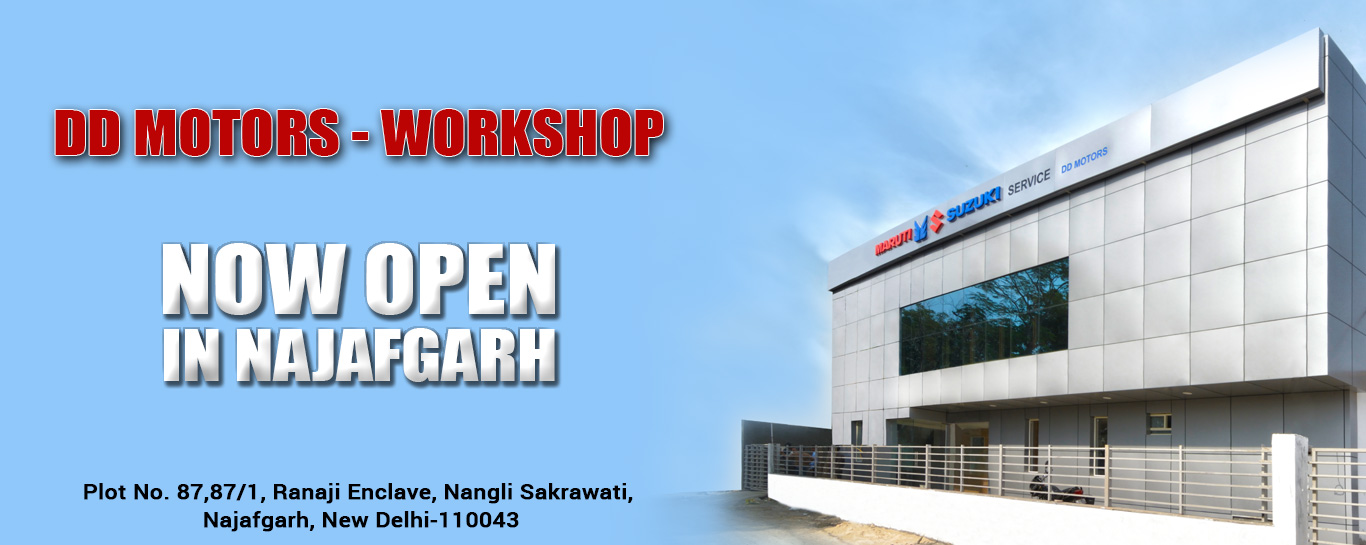 DD MOTORS - WORKSHOP
NOW OPEN
IN NAJAFGARH
Plot No. 87,87/1, Ranaji Enclave, Nangli Sakrawati,
Najafgarh, New Delhi-110043
MARUTI SUZUKI SERVICE DD MOTORS